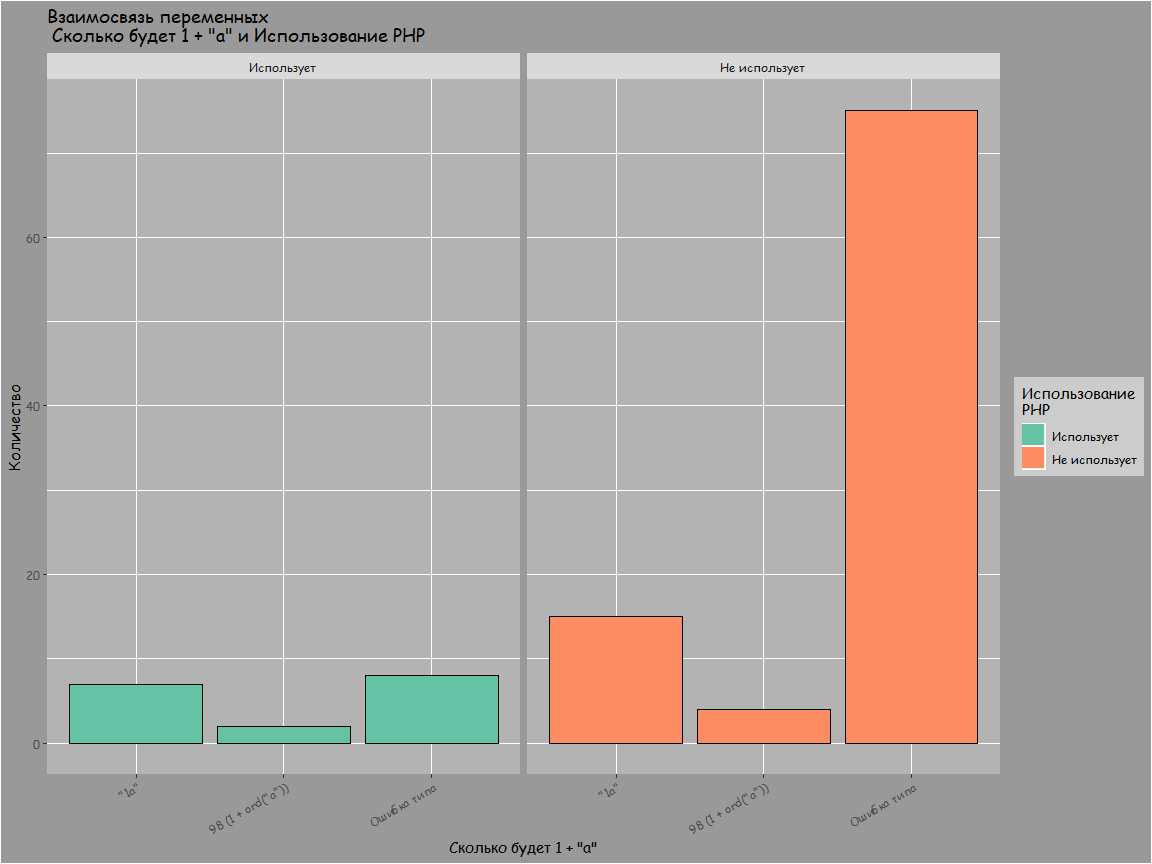 Взаимосвязь переменных
Сколько будет 1 + "a" и Использование PHP
Использует
Не использует
60
40
20
0
Количество
"1a"
98 (1 + ord("a"))
Ошибка типа
"1a"
98 (1 + ord("a"))
Ошибка типа
Сколько будет 1 + "a"
Использование
PHP
Использует
Не использует